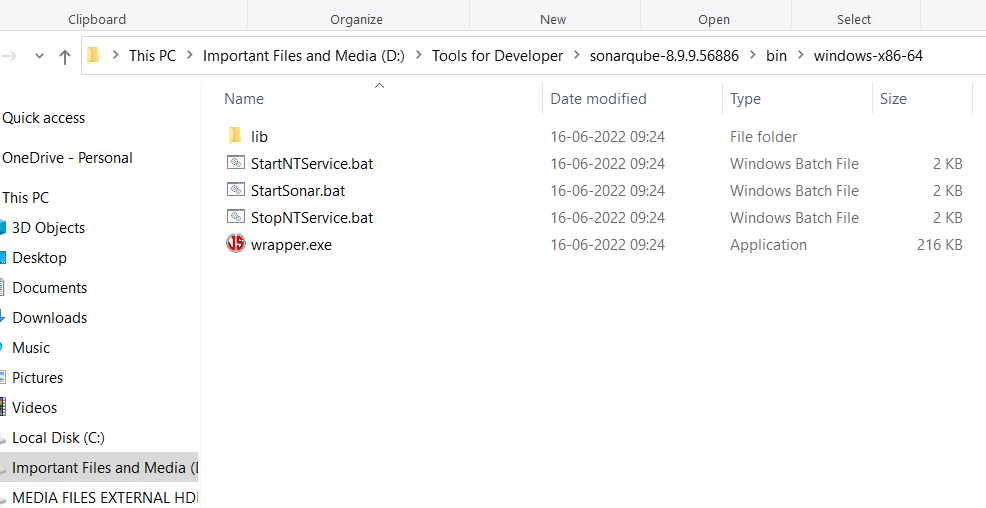 Clipboard Organize New Open Select
This PC Important Files and Media (D:) Tools for Developer sonarqube-8.9.9.56886 bin windows-x86-64
Name Date modified Type Size
lib 16-06-2022 09:24 File folder
StartNTService.bat 16-06-2022 09:24 Windows Batch File 2 KB
StartSonar.bat 16-06-2022 09:24 Windows Batch File 2 KB
StopNTService.bat 16-06-2022 09:24 Windows Batch File 2 KB
wrapper.exe 16-06-2022 09:24 Application 216 KB
Quick access
OneDrive - Personal
This PC
3D Objects
Desktop
Documents
Downloads
Music
Pictures
Videos
Local Disk (C:)
Important Files and Media (
MEDIA FILES EXTERNAL HD